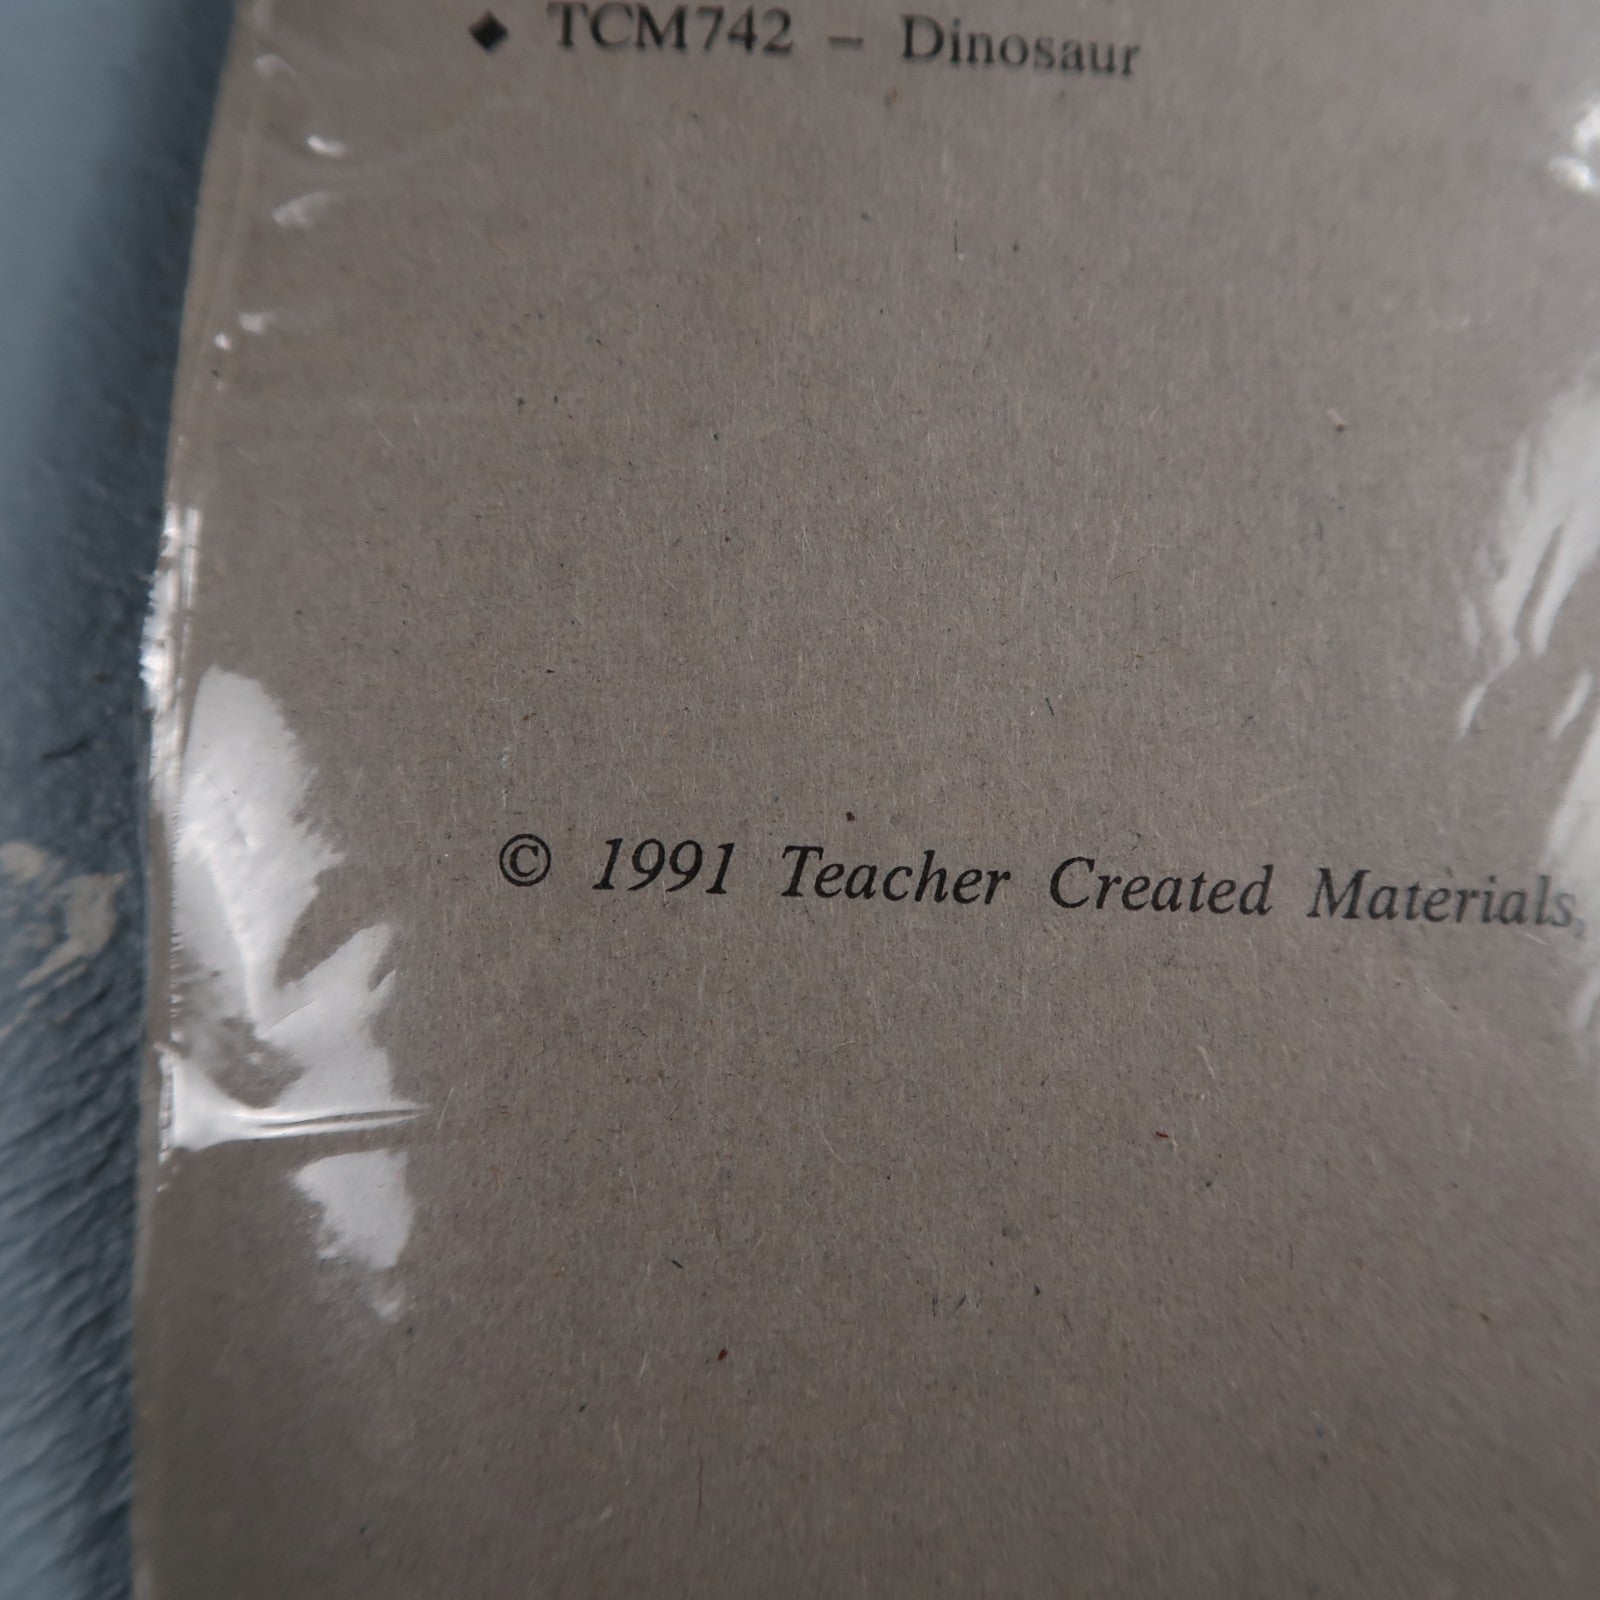 ◆ TCM742 – Dinosaur
© 1991 Teacher Created Materials,